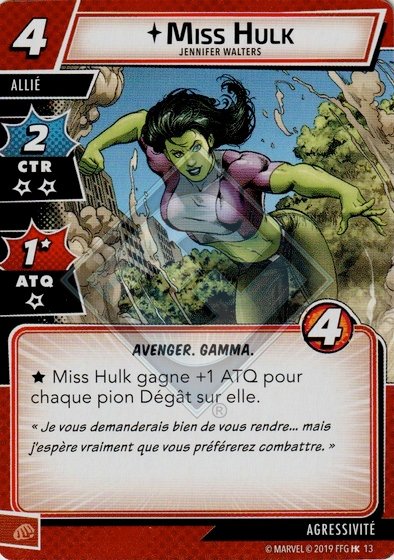 4
Miss Hulk
JENNIFER WALTERS
ALLIÉ
2
CTR
1
ATQ
4
AVENGER. GAMMA.
★ Miss Hulk gagne +1 ATQ pour
chaque pion Dégât sur elle.
« Je vous demanderais bien de vous rendre... mais
j'espère vraiment que vous préférerez combattre. »
®
AGRESSIVITÉ
© MARVEL © 2019 FFG HK 13